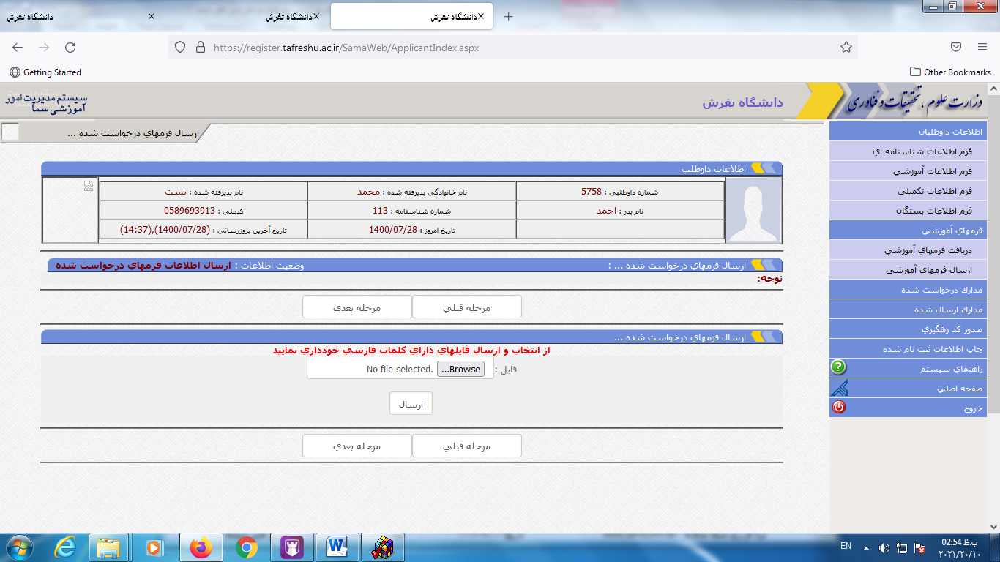 دانشگاه تفرش
دانشگاه تفرش
دانشگاه تفرش
https://register.tafreshu.ac.ir/SamaWeb/ApplicantIndex.aspx
Getting Started
Other Bookmarks
وزارت علوم ، تحقیقات و فناوری
دانشگاه تفرش
سیستم مدیریت امور
آموزشی سما
ارسال فرمهاي درخواست شده ...
اطلاعات داوطلبان
فرم اطلاعات شناسنامه اي
فرم اطلاعات آموزشي
فرم اطلاعات تكميلي
فرم اطلاعات بستگان
فرمهاي آموزشي
دريافت فرمهاي آموزشي
ارسال فرمهاي آموزشي
مدارك درخواست شده
مدارك ارسال شده
صدور كد رهگيري
چاپ اطلاعات ثبت نام شده
راهنماي سيستم
صفحه اصلي
خروج
اطلاعات داوطلب
شماره داوطلبي : 5758
نام خانوادگي پذيرفته شده : محمد
نام پذيرفته شده : تست
نام پدر : احمد
شماره شناسنامه : 113
كدملي : 0589693913
تاريخ امروز : 1400/07/28
تاريخ آخرين بروزرساني : (1400/07/28),(14:37)
ارسال فرمهاي درخواست شده ... :
وضعيت اطلاعات : ارسال اطلاعات فرمهاي درخواست شده
توجه:
مرحله قبلي
مرحله بعدي
ارسال فرمهاي درخواست شده ...
از انتخاب و ارسال فايلهاي داراي كلمات فارسي خودداري نماييد
فايل :
Browse...
No file selected.
ارسال
مرحله قبلي
مرحله بعدي
EN
02:54 ب.ظ
۲۰۲۱/۲۰/۱۰